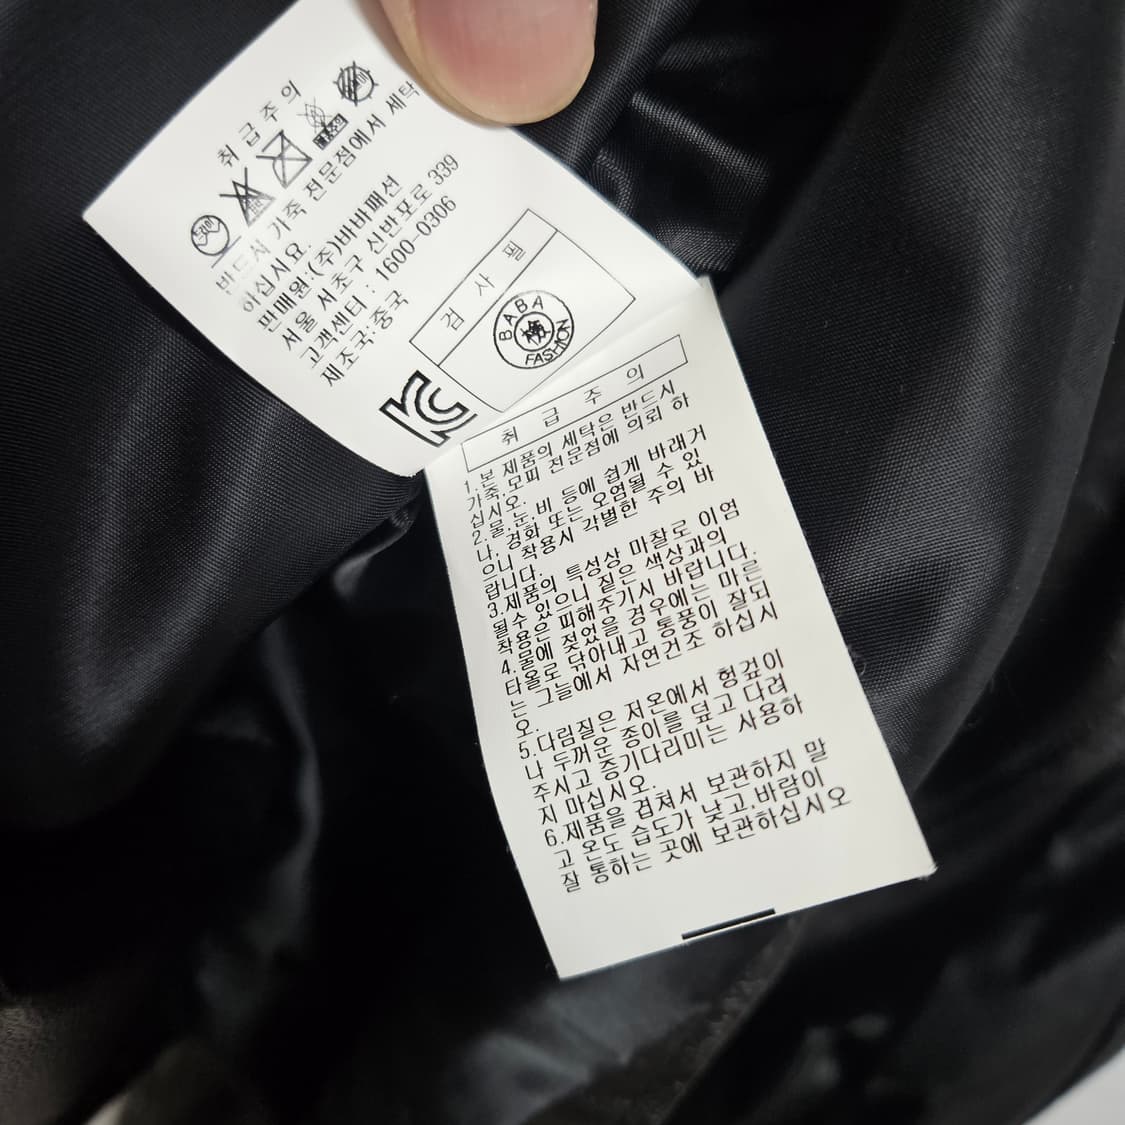 취급주의
반드시 가죽 전문점에서 세탁
하십시요.
판매원:(주)바바패션
서울 서초구 신반포로 339
고객센터 : 1600-0306
제조국:중국
검 사 필
BABA
FASHION
취 급 주 의
1.본 제품의 세탁은 반드시
가죽.모피 전문점에 의뢰 하
십시오.
2.물.눈.비 등에 쉽게 바래거
나, 경화 또는 오염될 수 있
으니 착용시 각별한 주의 바
랍니다.
3.제품의 특성상 마찰로 이염
될수 있으니 짙은 색상과의
착용은 피해주기시 바랍니다.
4.물에 젖었을 경우에는 마른
타올로 닦아내고 통풍이 잘되
는 그늘에서 자연건조 하십시
오.
5.다림질은 저온에서 헝겊이
나 두꺼운 종이를 덮고 다려
주시고 증기다리미는 사용하
지 마십시오.
6.제품을 겹쳐서 보관하지 말
고 온도 습도가 낮고,바람이
잘 통하는 곳에 보관하십시오